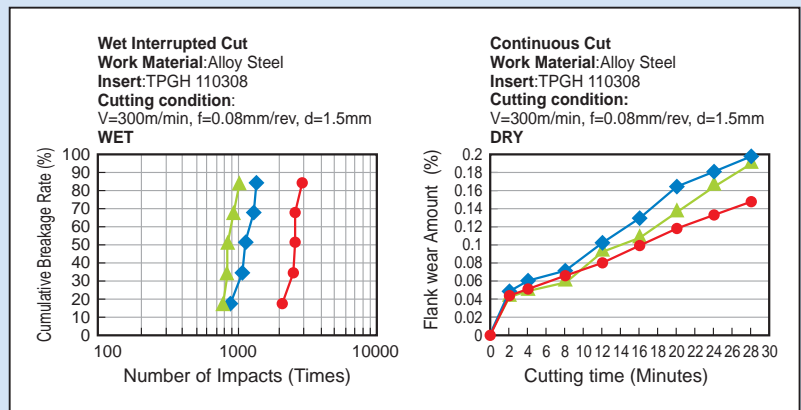 Wet Interrupted Cut
Work Material:Alloy Steel
Insert:TPGH 110308
Cutting condition:
V=300m/min, f=0.08mm/rev, d=1.5mm
WET
Cumulative Breakage Rate (%)
100
90
80
70
60
50
40
30
20
10
0
100
1000
10000
Number of Impacts (Times)
Continuous Cut
Work Material:Alloy Steel
Insert:TPGH 110308
Cutting condition:
V=300m/min, f=0.08mm/rev, d=1.5mm
DRY
Flank wear Amount (%)
0.2
0.18
0.16
0.14
0.12
0.1
0.08
0.06
0.04
0.02
0
0 2 4 6 8 10 12 14 16 18 20 22 24 26 28 30
Cutting time (Minutes)